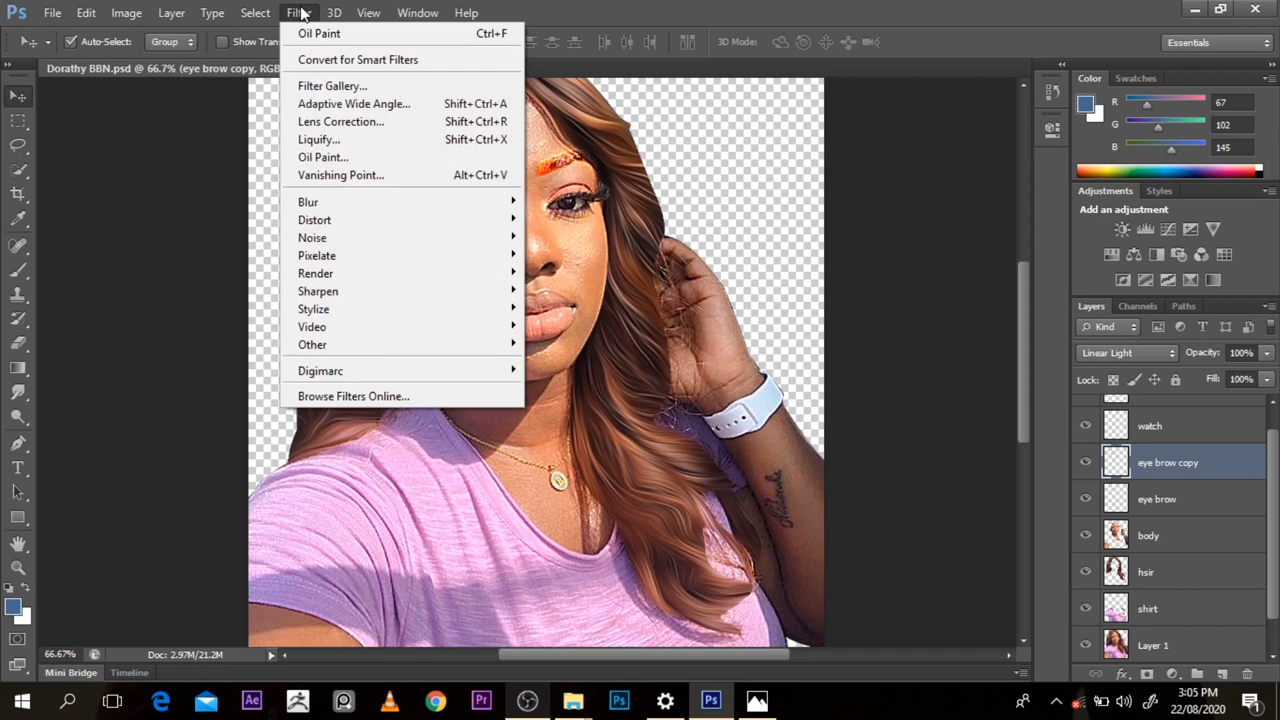 Ps File Edit Image Layer Type Select Filter 3D View Window Help
Auto-Select: Group Show Tran 3D Mode: Essentials
Dorathy BBN.psd @ 66.7% (eye brow copy, RGB
Oil Paint Ctrl+F
Convert for Smart Filters
Filter Gallery...
Adaptive Wide Angle... Shift+Ctrl+A
Lens Correction... Shift+Ctrl+R
Liquify... Shift+Ctrl+X
Oil Paint...
Vanishing Point... Alt+Ctrl+V
Blur
Distort
Noise
Pixelate
Render
Sharpen
Stylize
Video
Other
Digimarc
Browse Filters Online...
Color Swatches
R 67
G 102
B 145
Adjustments Styles
Add an adjustment
Layers Channels Paths
Kind
Linear Light Opacity: 100%
Lock: Fill: 100%
watch
eye brow copy
eye brow
body
hsir
shirt
Layer 1
66.67% Doc: 2.97M/21.2M
Mini Bridge Timeline
Ae Pr Ps Ps
3:05 PM
22/08/2020
1